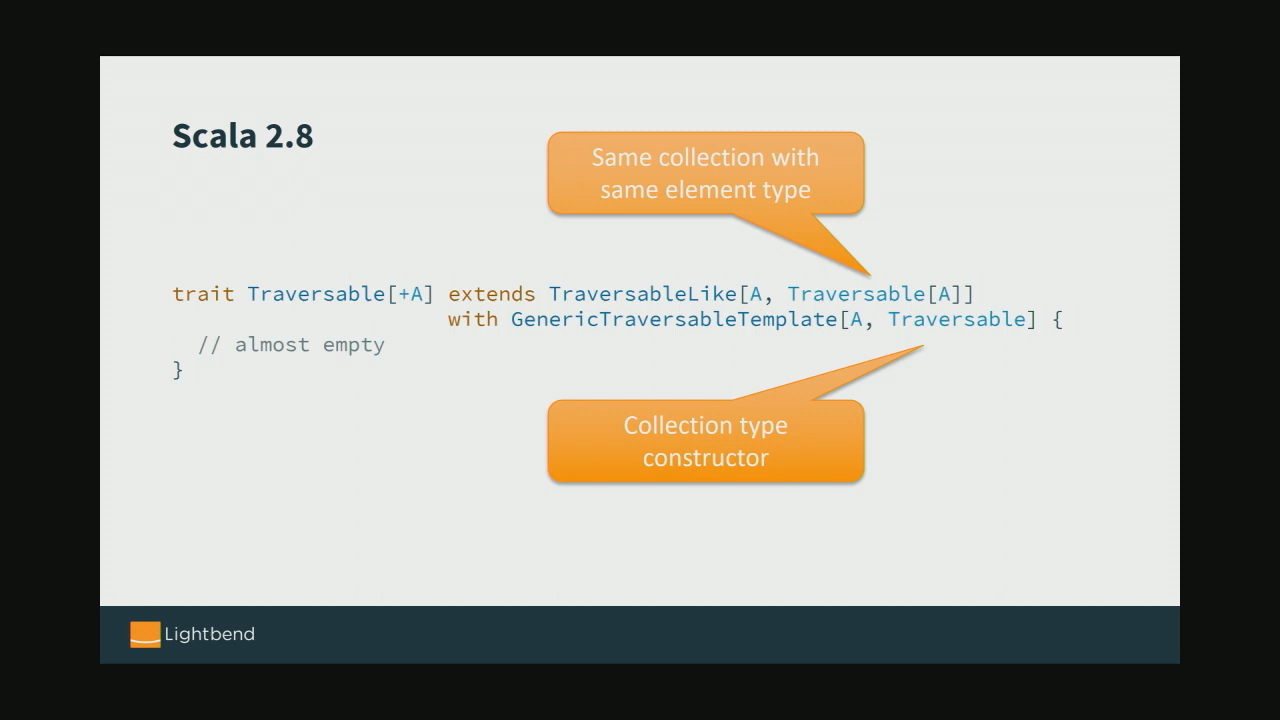 Scala 2.8
Same collection with
same element type
trait Traversable[+A] extends TraversableLike[A, Traversable[A]]
with GenericTraversableTemplate[A, Traversable] {
// almost empty
}
Collection type
constructor
Lightbend